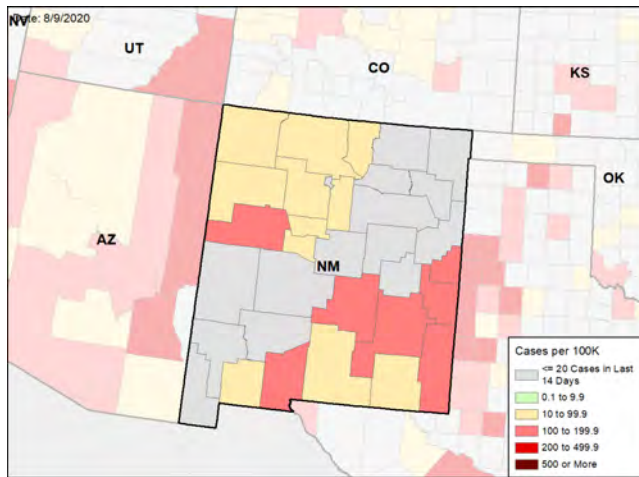 Date: 8/9/2020
NV
UT
CO
KS
OK
AZ
NM
Cases per 100K
<= 20 Cases in Last
14 Days
0.1 to 9.9
10 to 99.9
100 to 199.9
200 to 499.9
500 or More